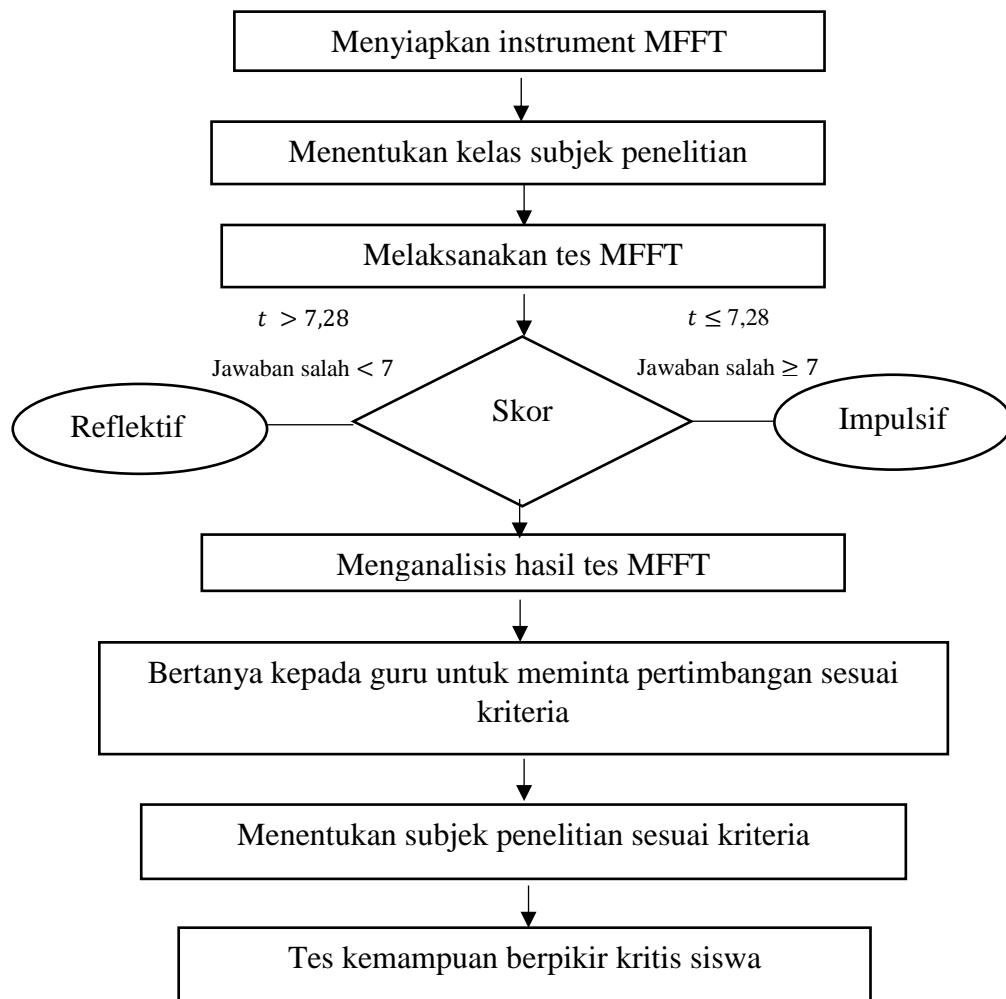 Menyiapkan instrument MFFT
Menentukan kelas subjek penelitian
Melaksanakan tes MFFT
t > 7,28
t ≤ 7,28
Jawaban salah < 7
Jawaban salah ≥ 7
Reflektif
Skor
Impulsif
Menganalisis hasil tes MFFT
Bertanya kepada guru untuk meminta pertimbangan sesuai
kriteria
Menentukan subjek penelitian sesuai kriteria
Tes kemampuan berpikir kritis siswa